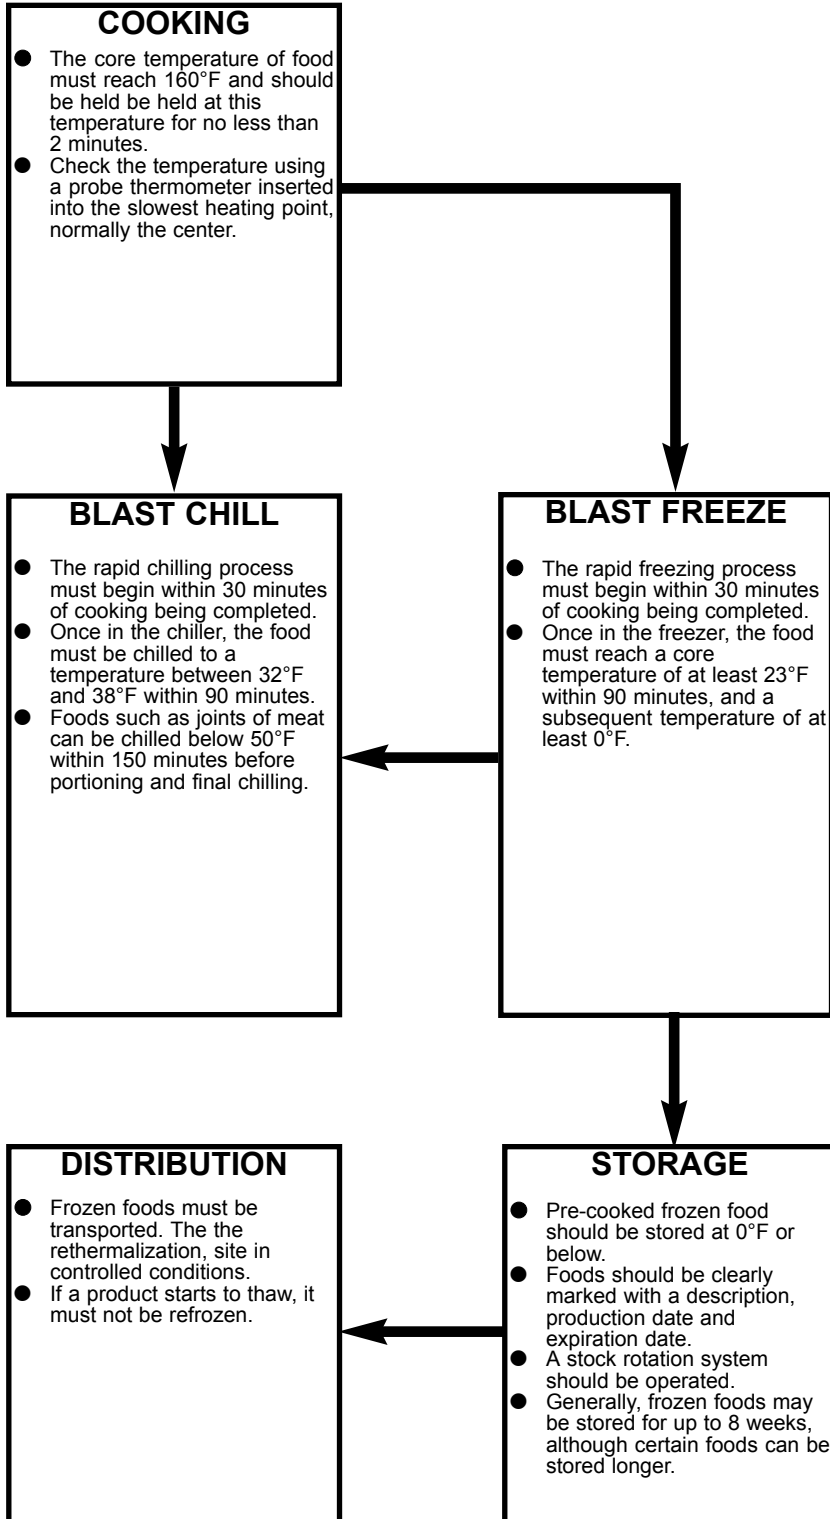 COOKING
● The core temperature of food
must reach 160°F and should
be held be held at this
temperature for no less than
2 minutes.
● Check the temperature using
a probe thermometer inserted
into the slowest heating point,
normally the center.
BLAST CHILL
● The rapid chilling process
must begin within 30 minutes
of cooking being completed.
● Once in the chiller, the food
must be chilled to a
temperature between 32°F
and 38°F within 90 minutes.
● Foods such as joints of meat
can be chilled below 50°F
within 150 minutes before
portioning and final chilling.
BLAST FREEZE
● The rapid freezing process
must begin within 30 minutes
of cooking being completed.
● Once in the freezer, the food
must reach a core
temperature of at least 23°F
within 90 minutes, and a
subsequent temperature of at
least 0°F.
DISTRIBUTION
● Frozen foods must be
transported. The the
rethermalization, site in
controlled conditions.
● If a product starts to thaw, it
must not be refrozen.
STORAGE
● Pre-cooked frozen food
should be stored at 0°F or
below.
● Foods should be clearly
marked with a description,
production date and
expiration date.
● A stock rotation system
should be operated.
● Generally, frozen foods may
be stored for up to 8 weeks,
although certain foods can be
stored longer.